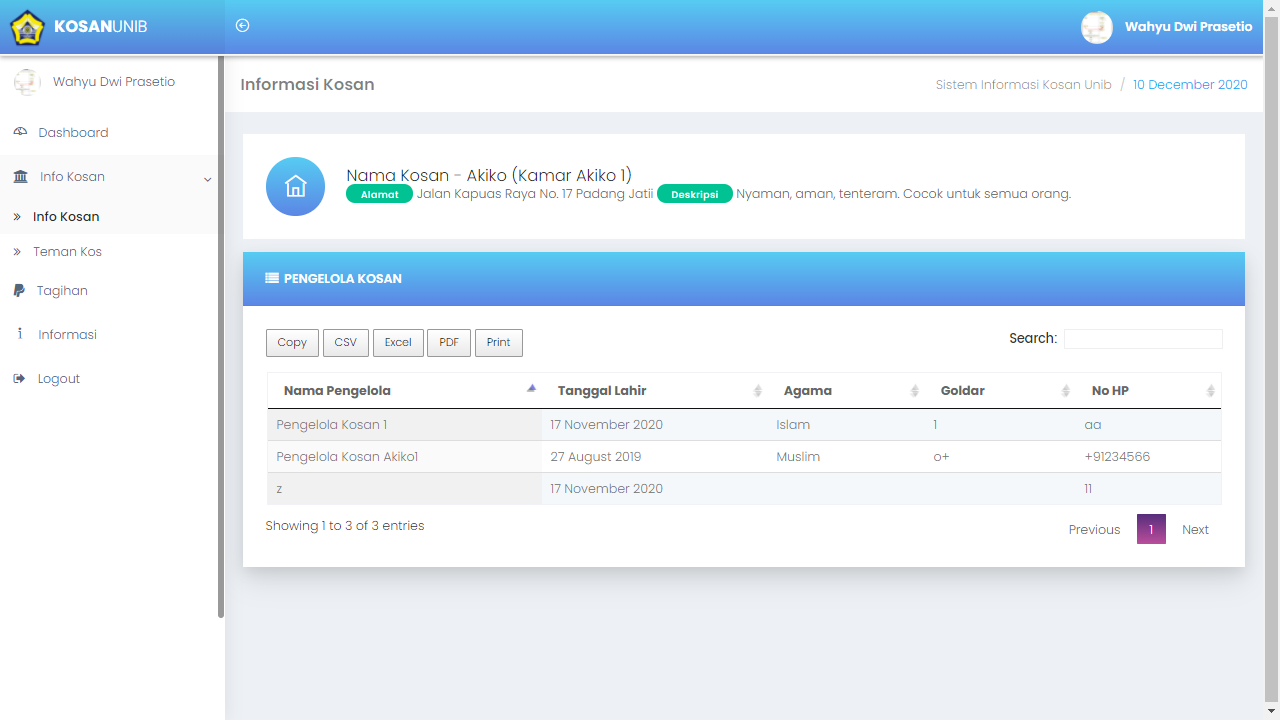 KOSANUNIB
Wahyu Dwi Prasetio
Wahyu Dwi Prasetio
Dashboard
Info Kosan
Info Kosan
Teman Kos
Tagihan
Informasi
Logout
Informasi Kosan
Sistem Informasi Kosan Unib / 10 December 2020
Nama Kosan - Akiko (Kamar Akiko 1)
Alamat Jalan Kapuas Raya No. 17 Padang Jatii Deskripsi Nyaman, aman, tenteram. Cocok untuk semua orang.
PENGELOLA KOSAN
Copy CSV Excel PDF Print Search:
Nama Pengelola Tanggal Lahir Agama Goldar No HP
Pengelola Kosan 1 17 November 2020 Islam 1 aa
Pengelola Kosan Akiko1 27 August 2019 Muslim o+ +91234566
z 17 November 2020 11
Showing 1 to 3 of 3 entries
Previous 1 Next